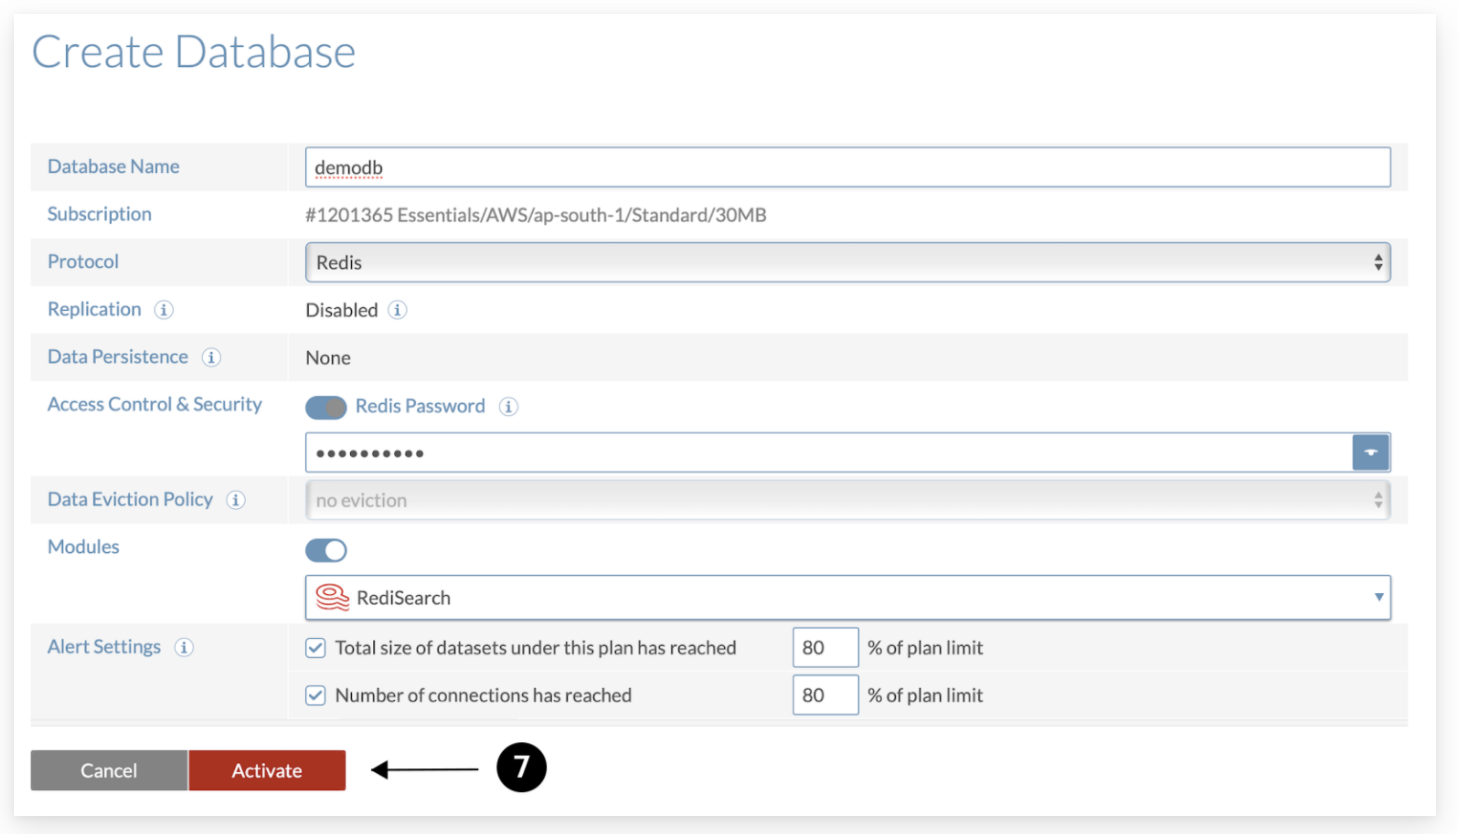 Create Database
Database Name demodb
Subscription #1201365 Essentials/AWS/ap-south-1/Standard/30MB
Protocol Redis
Replication i Disabled i
Data Persistence i None
Access Control & Security Redis Password i
••••••••••
Data Eviction Policy i no eviction
Modules
RediSearch
Alert Settings i Total size of datasets under this plan has reached 80 % of plan limit
Number of connections has reached 80 % of plan limit
Cancel Activate 7